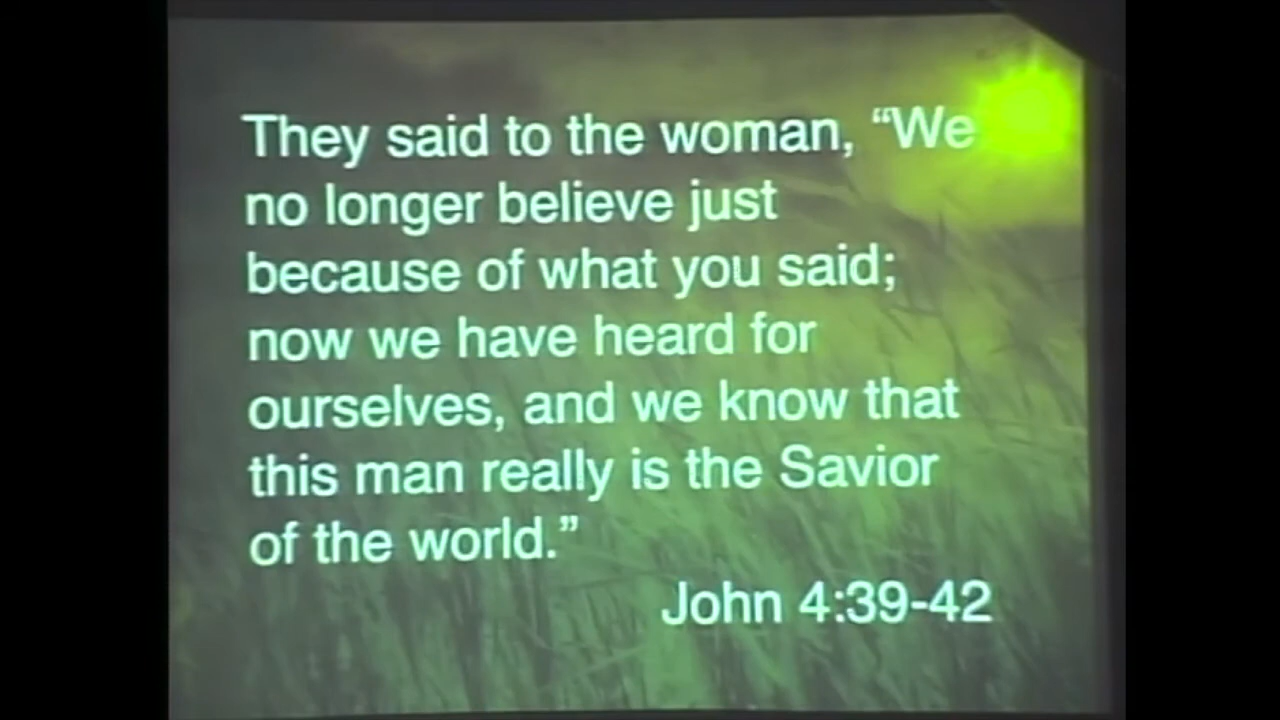 They said to the woman, “We
no longer believe just
because of what you said;
now we have heard for
ourselves, and we know that
this man really is the Savior
of the world.”
John 4:39-42